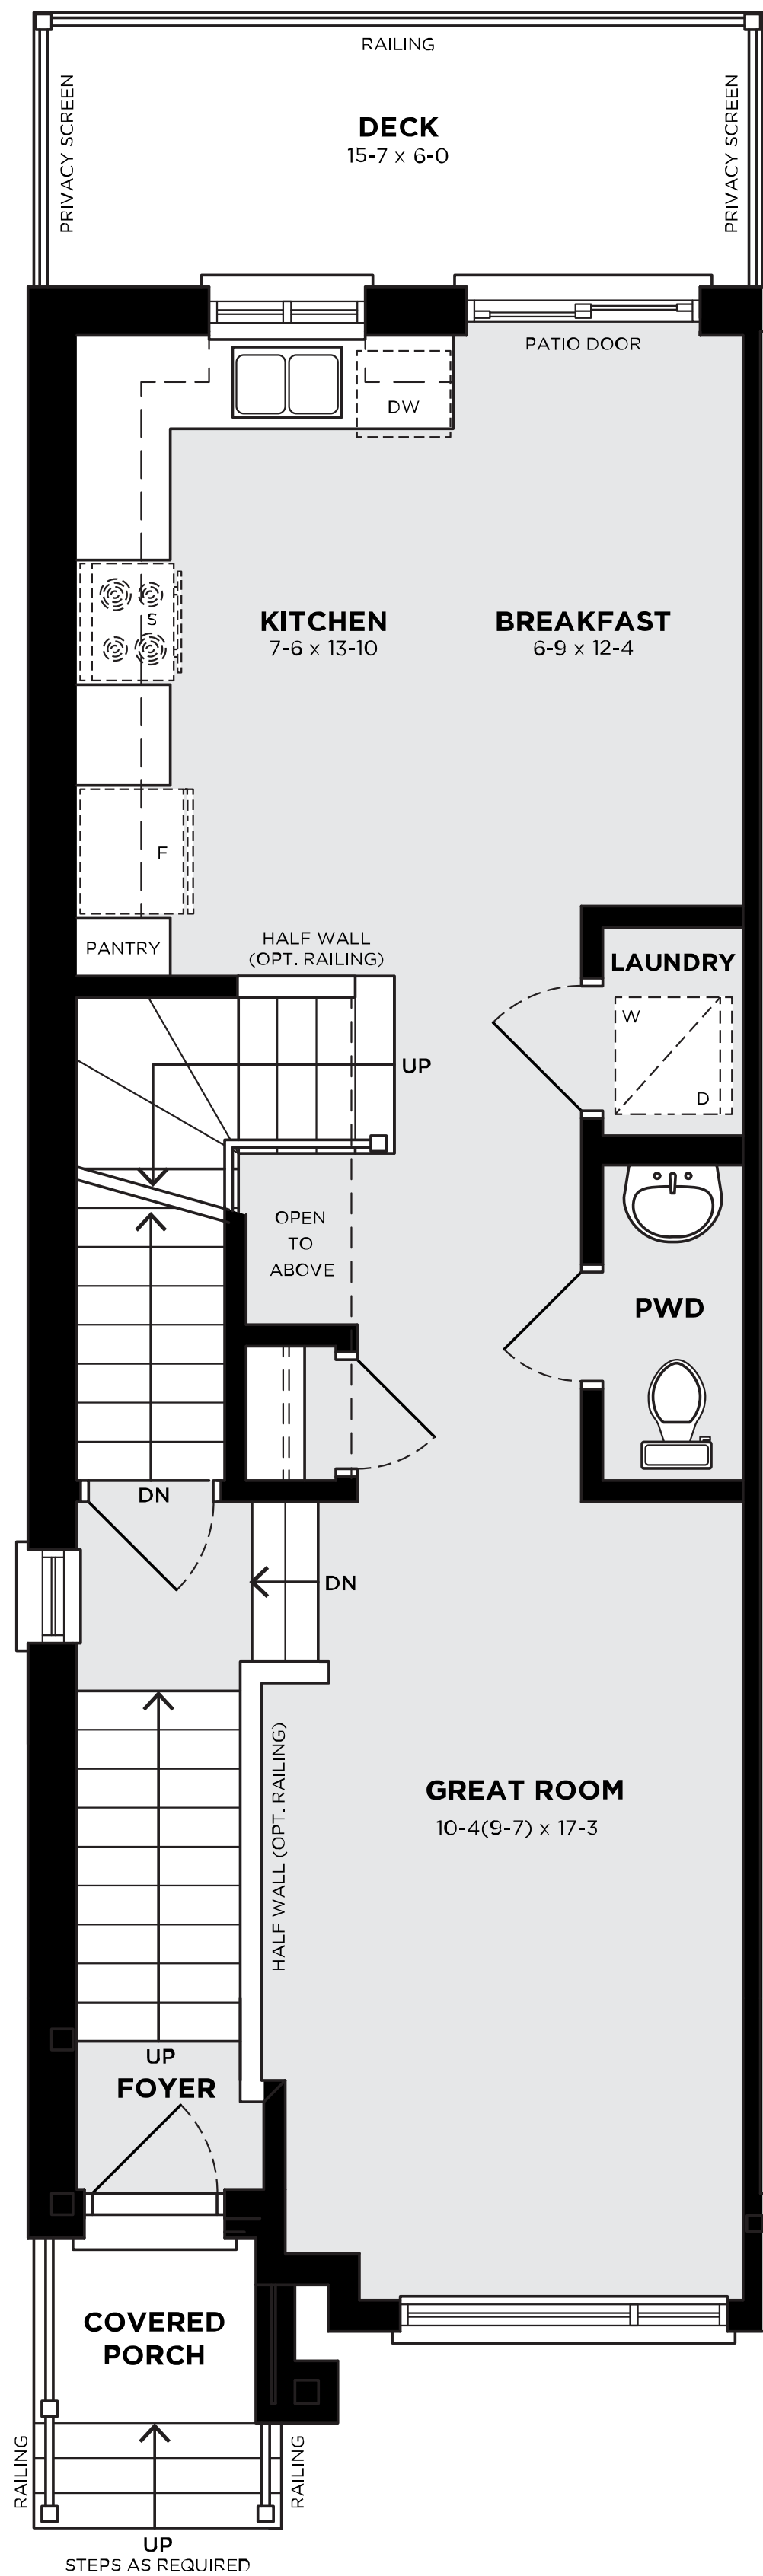 RAILING
PRIVACY SCREEN
PRIVACY SCREEN
DECK
15-7 x 6-0
PATIO DOOR
DW
S
KITCHEN
7-6 x 13-10
BREAKFAST
6-9 x 12-4
F
PANTRY
HALF WALL
(OPT. RAILING)
LAUNDRY
W
D
UP
OPEN
TO
ABOVE
PWD
DN
DN
HALF WALL (OPT. RAILING)
GREAT ROOM
10-4(9-7) x 17-3
UP
FOYER
COVERED
PORCH
RAILING
RAILING
UP
STEPS AS REQUIRED